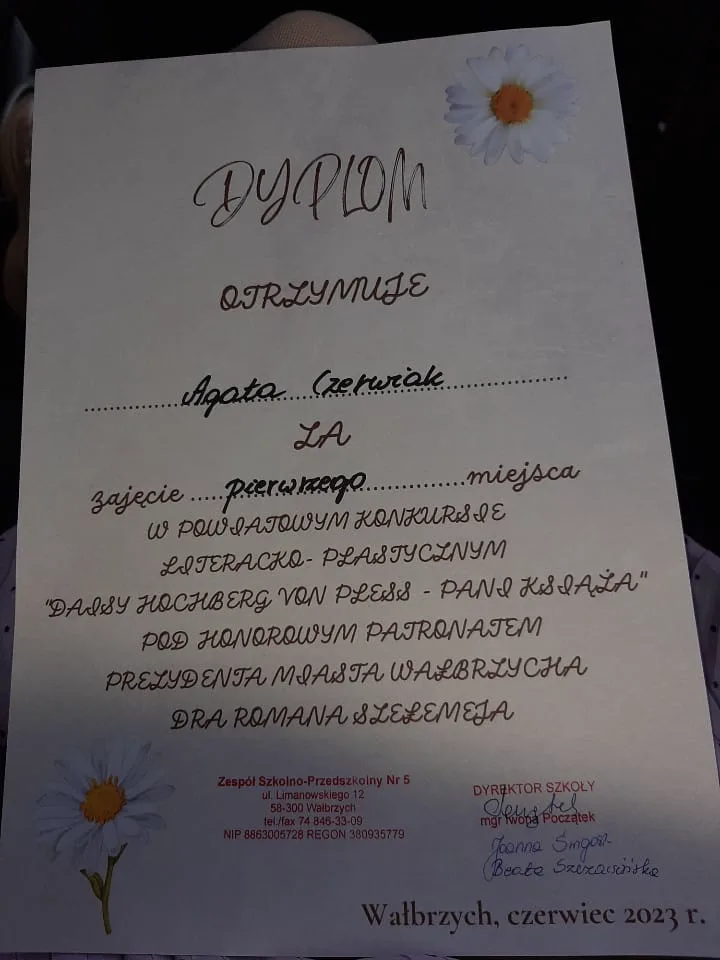 DYPLOM
OTRZYMUJE
Agata Czerwiak
ZA
zajęcie ..... pierwszego ..... miejsca
W POWIATOWYM KONKURSIE
LITERACKO- PLASTYCZNYM
"DAISY HOCHBERG VON PLESS - PANI KSIĄŻA"
POD HONOROWYM PATRONATEM
PREZYDENTA MIASTA WAŁBRZYCHA
DRA ROMANA SZEŁEMEJA
Zespół Szkolno-Przedszkolny Nr 5
ul. Limanowskiego 12
58-300 Wałbrzych
tel./fax 74 846-33-09
NIP 8863005728 REGON 380935779
DYREKTOR SZKOŁY
mgr Iwona Początek
Joanna
Beata
Wałbrzych, czerwiec 2023 r.